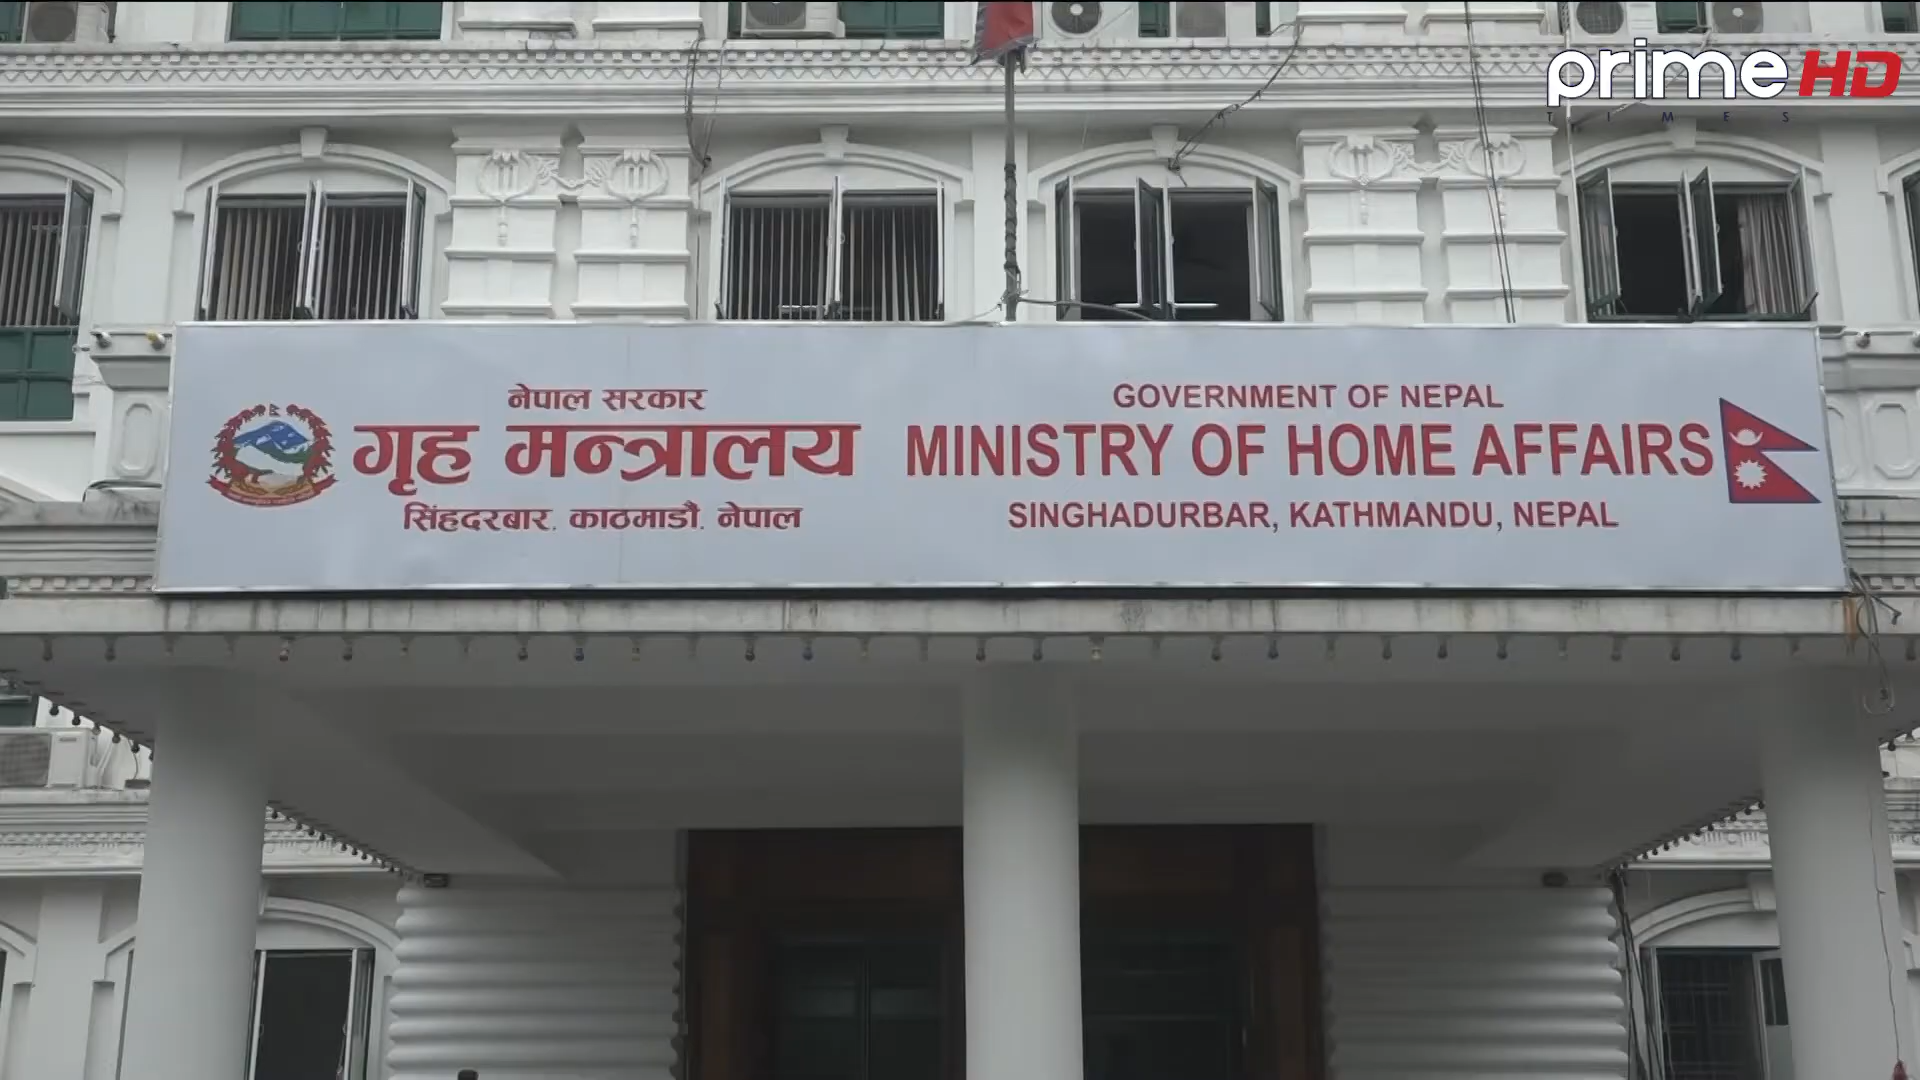 prime HD
TIMES
नेपाल सरकार
गृह मन्त्रालय
सिंहदरबार, काठमाडौं, नेपाल
GOVERNMENT OF NEPAL
MINISTRY OF HOME AFFAIRS
SINGHADURBAR, KATHMANDU, NEPAL